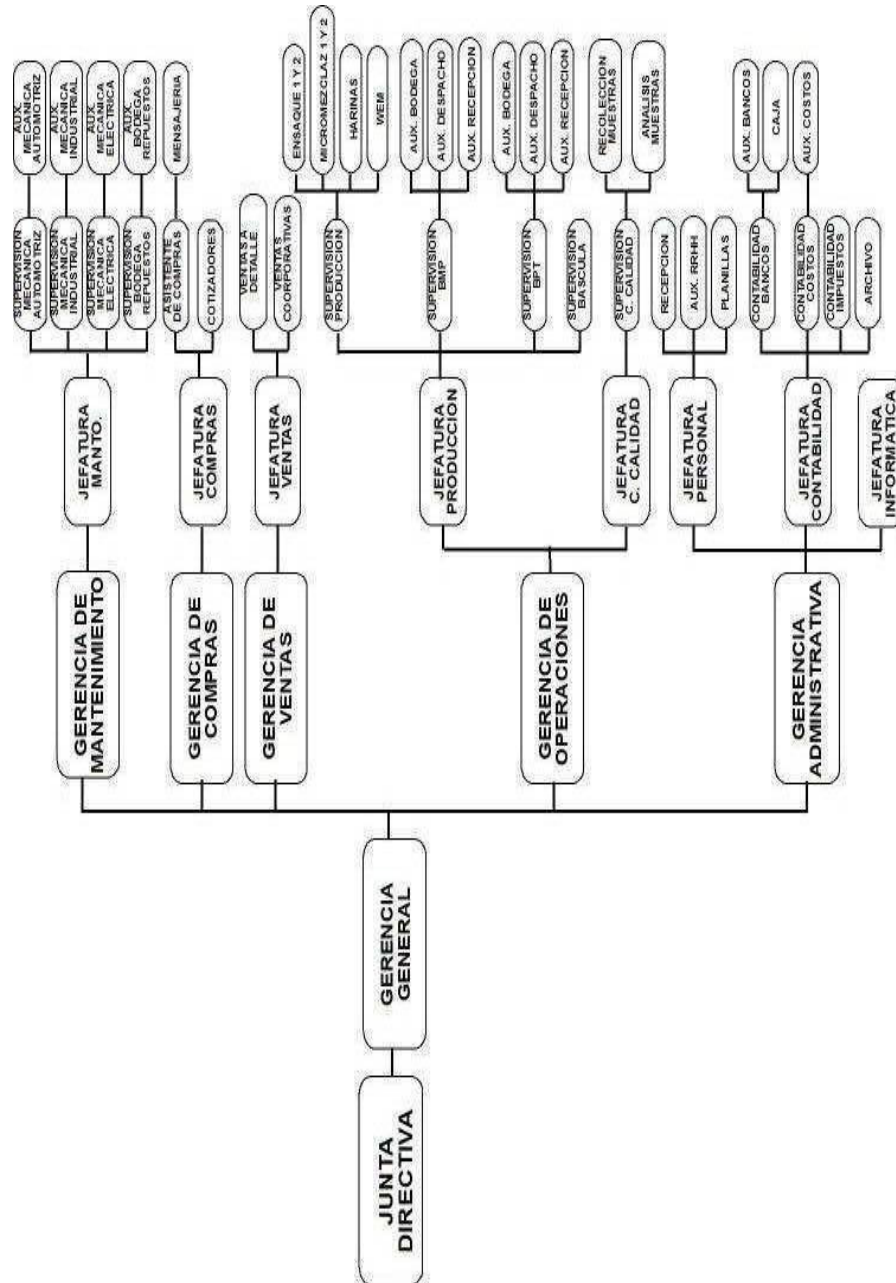 JUNTA
DIRECTIVA
GERENCIA
GENERAL
GERENCIA DE
MANTENIMIENTO
GERENCIA DE
COMPRAS
GERENCIA DE
VENTAS
GERENCIA DE
OPERACIONES
GERENCIA
ADMINISTRATIVA
JEFATURA
MANTO.
JEFATURA
COMPRAS
JEFATURA
VENTAS
JEFATURA
PRODUCCION
JEFATURA
C. CALIDAD
JEFATURA
PERSONAL
JEFATURA
CONTABILIDAD
JEFATURA
INFORMATICA
SUPERVISION
MECANICA
AUTOMOTRIZ
SUPERVISION
MECANICA
INDUSTRIAL
SUPERVISION
MECANICA
ELECTRICA
SUPERVISION
BODEGA
REPUESTOS
ASISTENTE
DE COMPRAS
COTIZADORES
VENTAS A
DETALLE.
VENTAS
COORPORATIVAS
SUPERVISION
PRODUCCION
SUPERVISION
BMP
SUPERVISION
BPT
SUPERVISION
BASCULA
SUPERVISION
C. CALIDAD
RECEPCION
AUX. RRHH
PLANILLAS
CONTABILIDAD
BANCOS
CONTABILIDAD
COSTOS
CONTABILIDAD
IMPUESTOS
ARCHIVO
AUX.
MECANICA
AUTOMOTRIZ
AUX.
MECANICA
INDUSTRIAL
AUX.
MECANICA
ELECTRICA
AUX.
BODEGA
REPUESTOS
MENSAJERIA
ENSAQUE 1 Y 2
MICROMEZCLAZ 1 Y 2
HARINAS
WEM
AUX. BODEGA
AUX. DESPACHO
AUX. RECEPCION
AUX. BODEGA
AUX. DESPACHO
AUX. RECEPCION
RECOLECCION
MUESTRAS
ANALISIS
MUESTRAS
AUX. BANCOS
CAJA
AUX. COSTOS